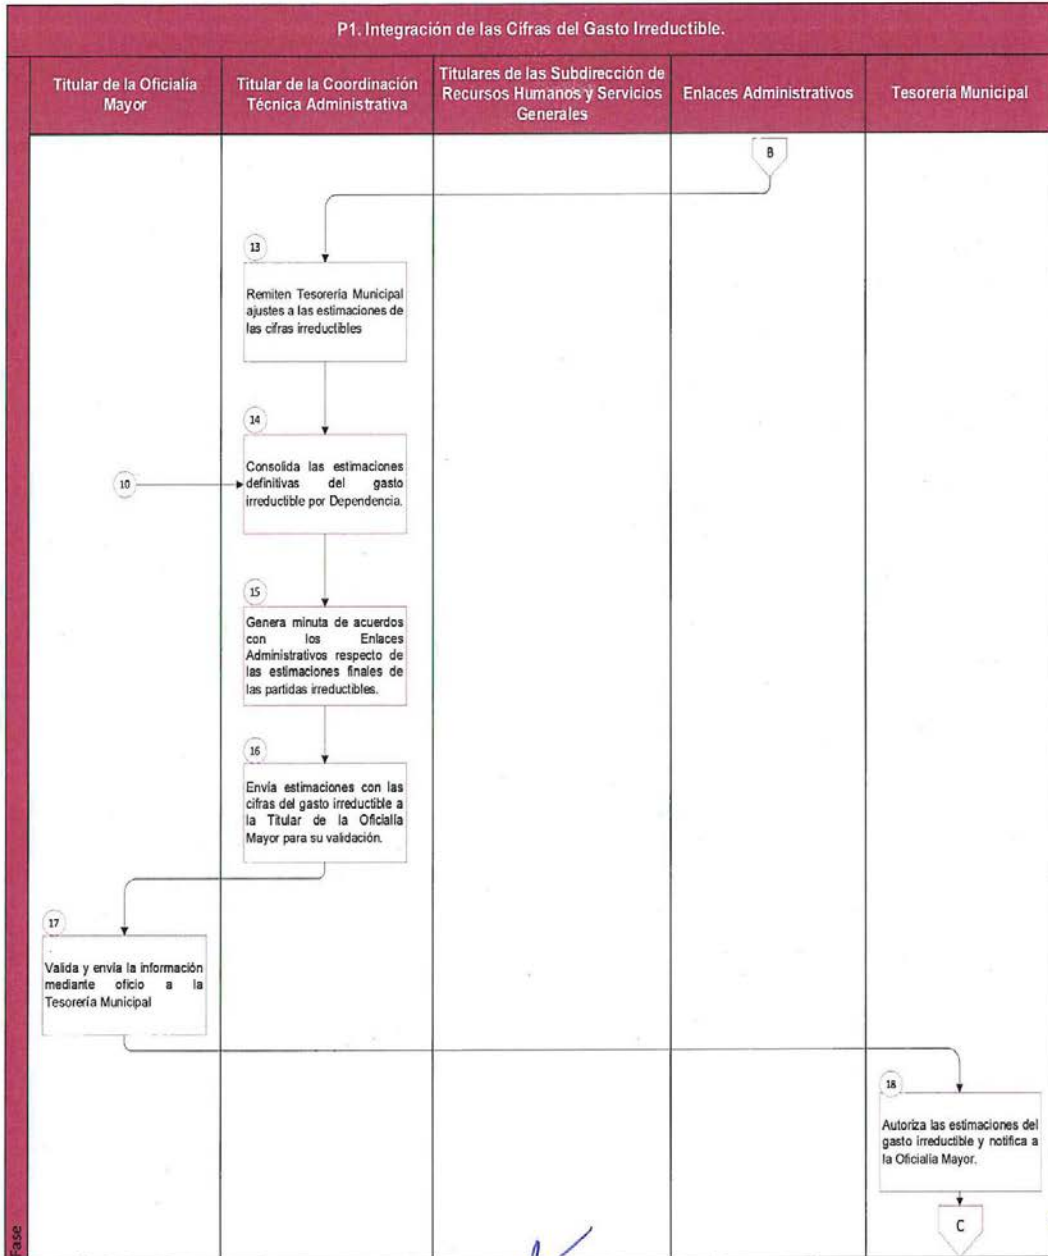 P1. Integración de las Cifras del Gasto Irreductible.
Titular de la Oficialía
Mayor
Titular de la Coordinación
Técnica Administrativa
Titulares de las Subdirección de
Recursos Humanos y Servicios
Generales
Enlaces Administrativos
Tesorería Municipal
B
13
Remiten Tesorería Municipal
ajustes a las estimaciones de
las cifras irreductibles
14
Consolida las estimaciones
definitivas del gasto
irreductible por Dependencia.
10
15
Genera minuta de acuerdos
con los Enlaces
Administrativos respecto de
las estimaciones finales de
las partidas irreductibles.
16
Envía estimaciones con las
cifras del gasto irreductible a
la Titular de la Oficialía
Mayor para su validación.
17
Valida y envía la información
mediante oficio a la
Tesorería Municipal
18
Autoriza las estimaciones del
gasto irreductible y notifica a
la Oficialía Mayor.
C
Fase